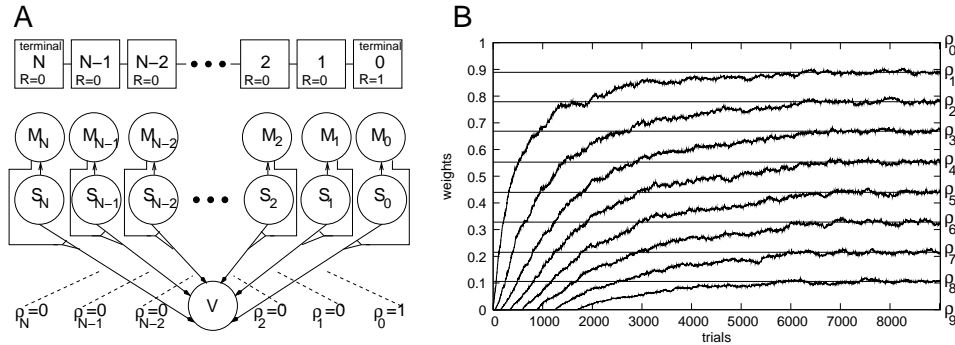 A
terminal terminal
N N–1 N–2 2 1 0
R=0 R=0 R=0 R=0 R=0 R=1
M_N M_N–1 M_N–2 M_2 M_1 M_0
S_N S_N–1 S_N–2 S_2 S_1 S_0
V
ρ_N=0 ρ_N–1=0 ρ_N–2=0 ρ_2=0 ρ_1=0 ρ_0=1
B
weights
1
0.9
0.8
0.7
0.6
0.5
0.4
0.3
0.2
0.1
0
0 1000 2000 3000 4000 5000 6000 7000 8000 9000
trials
ρ_0
ρ_1
ρ_2
ρ_3
ρ_4
ρ_5
ρ_6
ρ_7
ρ_8
ρ_9